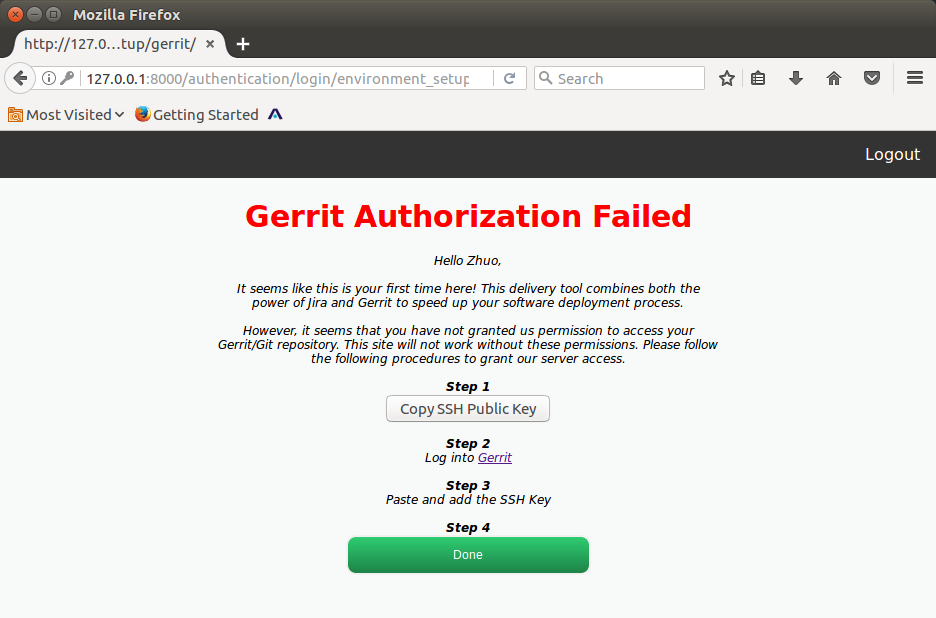 Mozilla Firefox
http://127.0...tup/gerrit/
127.0.0.1:8000/authentication/login/environment_setup
Search
Most Visited
Getting Started
Logout
Gerrit Authorization Failed
Hello Zhuo,
It seems like this is your first time here! This delivery tool combines both the
power of Jira and Gerrit to speed up your software deployment process.
However, it seems that you have not granted us permission to access your
Gerrit/Git repository. This site will not work without these permissions. Please follow
the following procedures to grant our server access.
Step 1
Copy SSH Public Key
Step 2
Log into Gerrit
Step 3
Paste and add the SSH Key
Step 4
Done